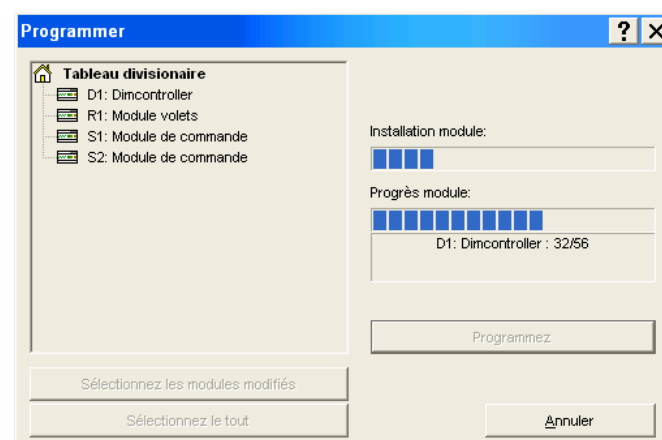 Programmer
Tableau divisionaire
D1: Dimcontroller
R1: Module volets
S1: Module de commande
S2: Module de commande
Installation module:
Progrès module:
D1: Dimcontroller : 32/56
Programmez
Sélectionnez les modules modifiés
Sélectionnez le tout
Annuler